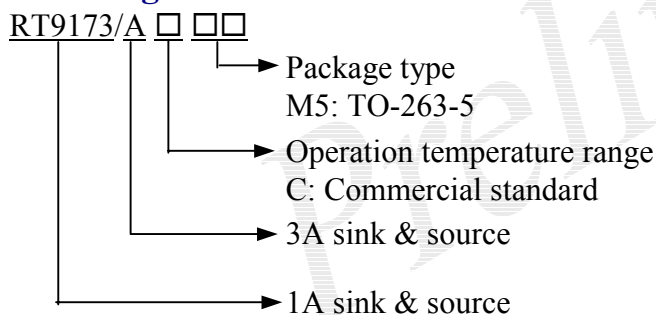 RT9173/A □ □□
Package type
M5: TO-263-5
Operation temperature range
C: Commercial standard
3A sink & source
1A sink & source